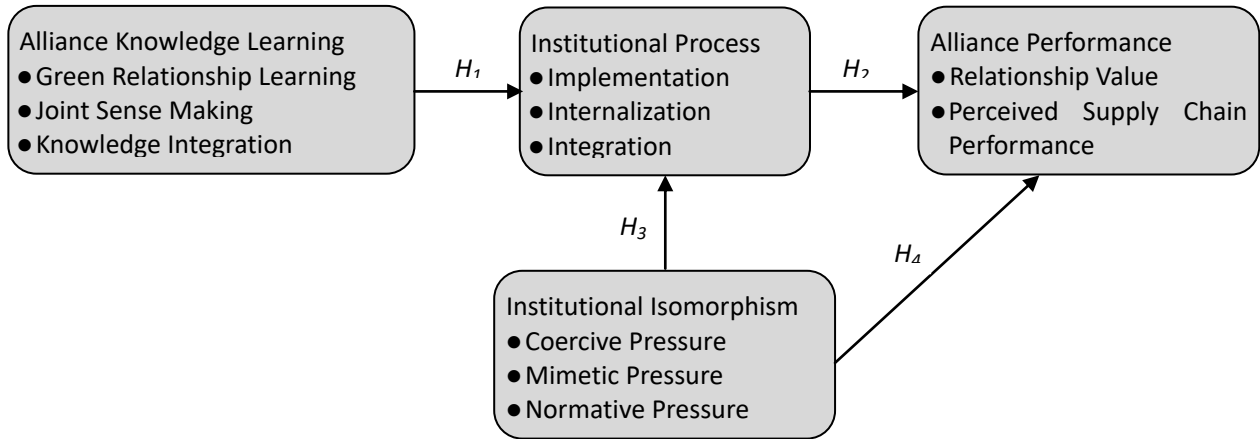 Alliance Knowledge Learning
●Green Relationship Learning
●Joint Sense Making
●Knowledge Integration
H1
Institutional Process
●Implementation
●Internalization
●Integration
H2
Alliance Performance
●Relationship Value
●Perceived Supply Chain
Performance
H3
H4
Institutional Isomorphism
●Coercive Pressure
●Mimetic Pressure
●Normative Pressure